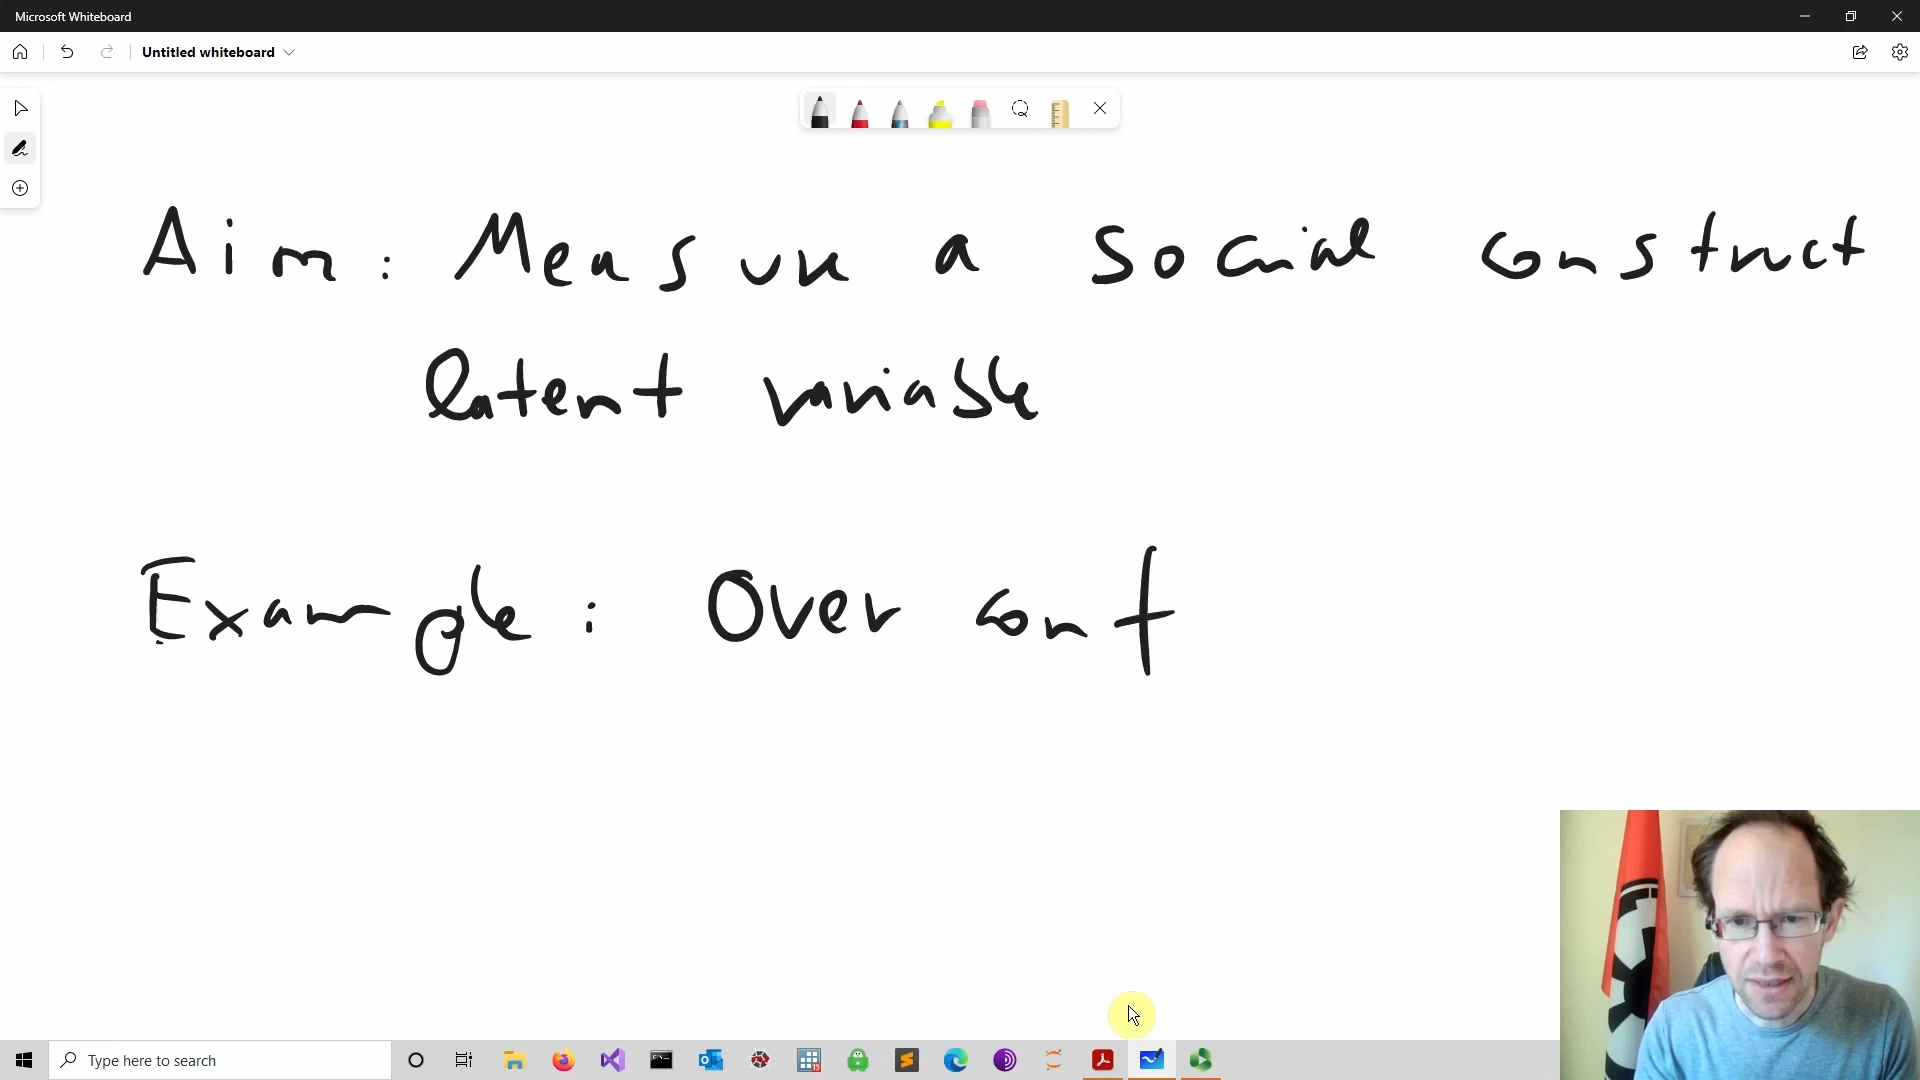 Microsoft Whiteboard
Untitled whiteboard
Aim: Measure a social construct
latent variable
Example: Over conf
Type here to search